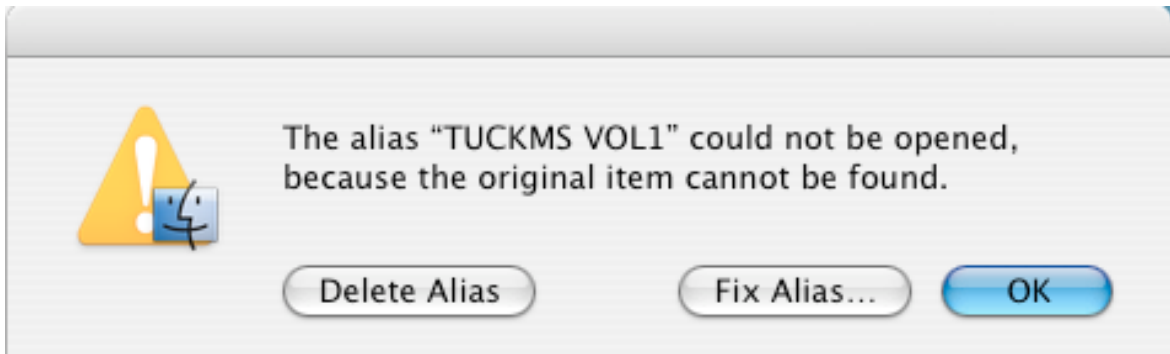 The alias “TUCKMS VOL1” could not be opened,
because the original item cannot be found.
Delete Alias
Fix Alias...
OK